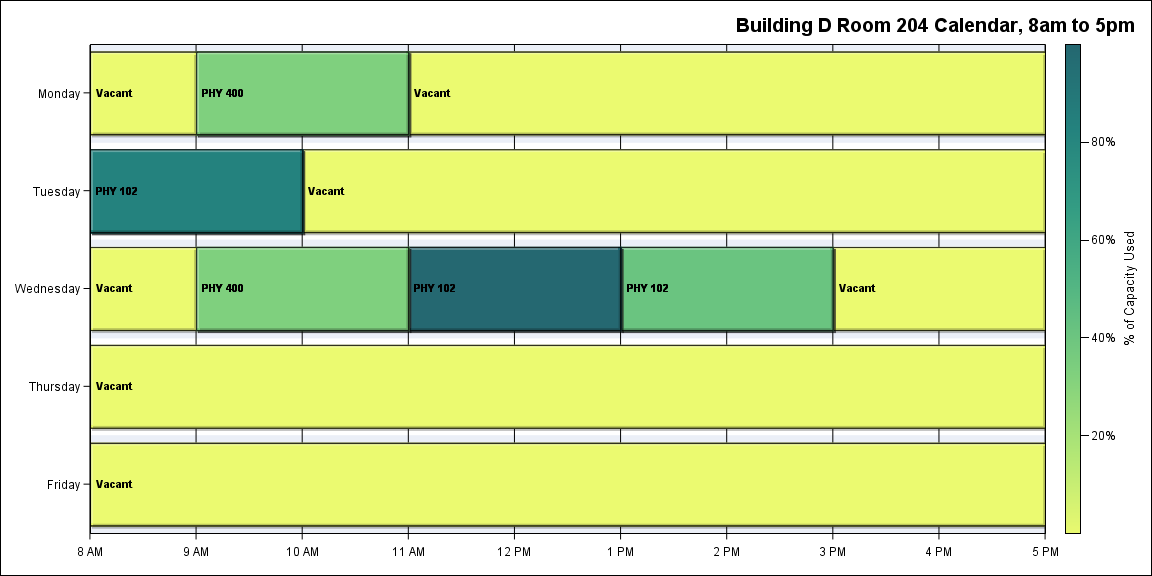 Building D Room 204 Calendar, 8am to 5pm
Monday
Vacant
PHY 400
Vacant
Tuesday
PHY 102
Vacant
Wednesday
Vacant
PHY 400
PHY 102
PHY 102
Vacant
Thursday
Vacant
Friday
Vacant
8 AM
9 AM
10 AM
11 AM
12 PM
1 PM
2 PM
3 PM
4 PM
5 PM
80%
60%
40%
20%
% of Capacity Used